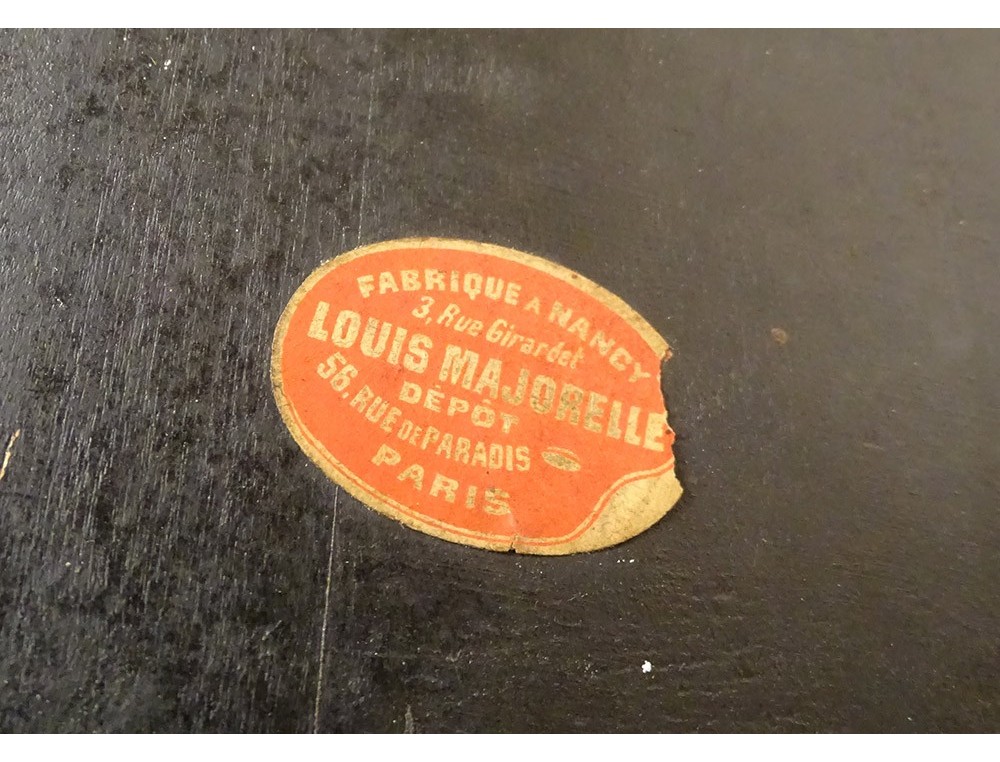 FABRIQUE A NANCY
3, Rue Girardet
LOUIS MAJORELLE
DÉPÔT
56, RUE DE PARADIS
PARIS